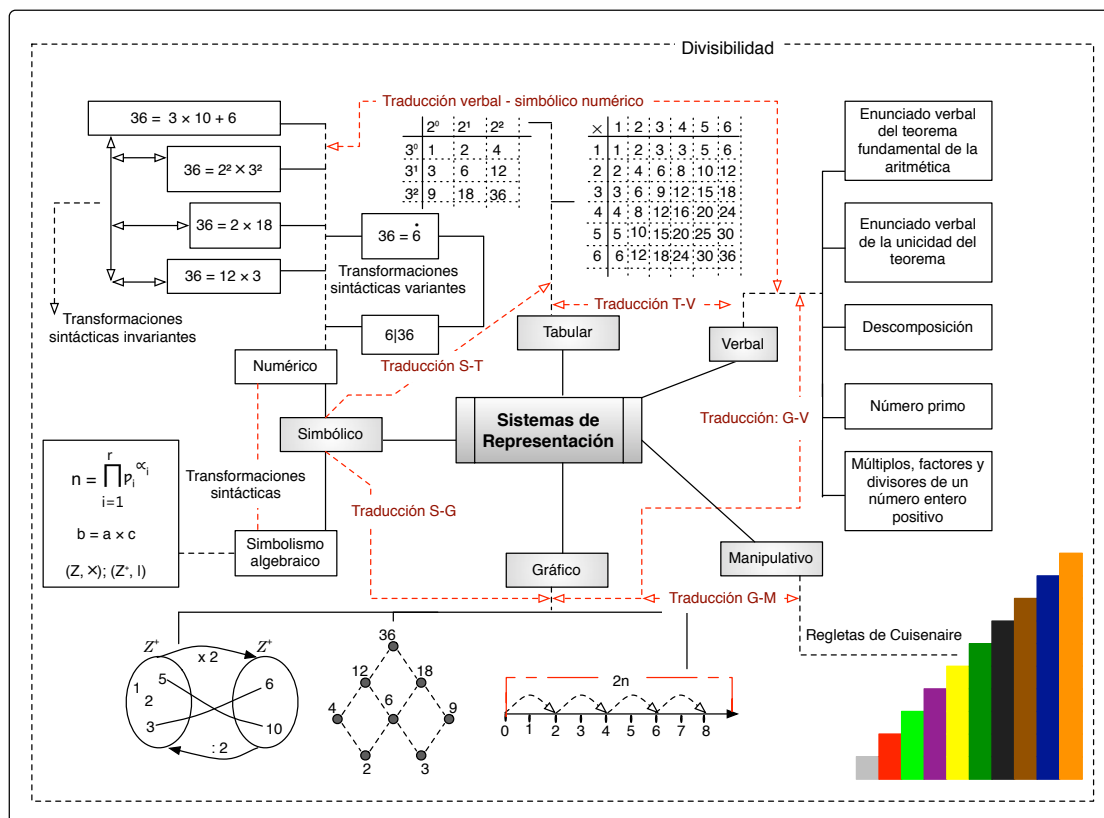 Divisibilidad
Traducción verbal - simbólico numérico
36 = 3 × 10 + 6
36 = 2² × 3²
36 = 2 × 18
36 = 12 × 3
Transformaciones
sintácticas invariantes
36 = 6̇
Transformaciones
sintácticas variantes
6|36
2⁰ 2¹ 2²
3⁰ 1 2 4
3¹ 3 6 12
3² 9 18 36
× 1 2 3 4 5 6
1 1 2 3 3 5 6
2 2 4 6 8 10 12
3 3 6 9 12 15 18
4 4 8 12 16 20 24
5 5 10 15 20 25 30
6 6 12 18 24 30 36
Enunciado verbal
del teorema
fundamental de la
aritmética
Enunciado verbal
de la unicidad del
teorema
Descomposición
Número primo
Múltiplos, factores y
divisores de un
número entero
positivo
Traducción T-V
Tabular
Verbal
Traducción S-T
Numérico
Simbólico
Sistemas de
Representación
Traducción: G-V
Transformaciones
sintácticas
Traducción S-G
n = ∏ p_i^∝_i
r
i = 1
b = a × c
(Z, ×); (Z⁺, I)
Simbolismo
algebraico
Gráfico
Manipulativo
Traducción G-M
Regletas de Cuisenaire
Z⁺ Z⁺
x 2
1 2 3 5
6 10
: 2
36
12 18
4 6 9
2 3
2n
0 1 2 3 4 5 6 7 8